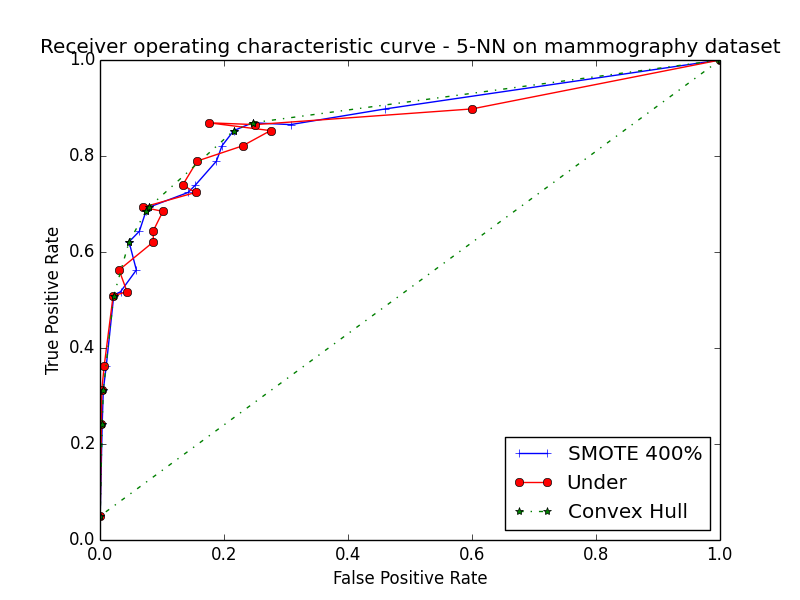 Receiver operating characteristic curve - 5-NN on mammography dataset
1.0
0.8
0.6
0.4
0.2
0.0
True Positive Rate
SMOTE 400%
Under
Convex Hull
0.0 0.2 0.4 0.6 0.8 1.0
False Positive Rate